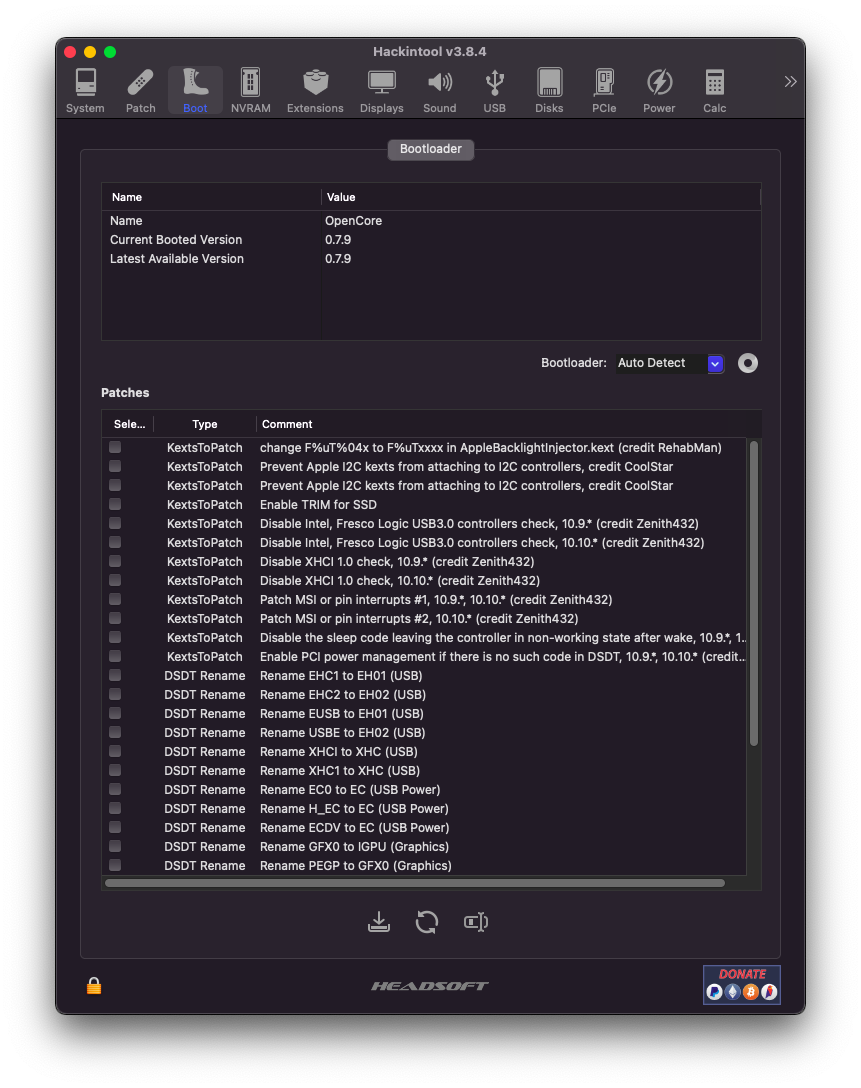 Hackintool v3.8.4
System Patch Boot NVRAM Extensions Displays Sound USB Disks PCIe Power Calc
Bootloader
Name Value
Name OpenCore
Current Booted Version 0.7.9
Latest Available Version 0.7.9
Bootloader: Auto Detect
Patches
Sele... Type Comment
KextsToPatch change F%uT%04x to F%uTxxxx in AppleBacklightInjector.kext (credit RehabMan)
KextsToPatch Prevent Apple I2C kexts from attaching to I2C controllers, credit CoolStar
KextsToPatch Prevent Apple I2C kexts from attaching to I2C controllers, credit CoolStar
KextsToPatch Enable TRIM for SSD
KextsToPatch Disable Intel, Fresco Logic USB3.0 controllers check, 10.9.* (credit Zenith432)
KextsToPatch Disable Intel, Fresco Logic USB3.0 controllers check, 10.10.* (credit Zenith432)
KextsToPatch Disable XHCI 1.0 check, 10.9.* (credit Zenith432)
KextsToPatch Disable XHCI 1.0 check, 10.10.* (credit Zenith432)
KextsToPatch Patch MSI or pin interrupts #1, 10.9.*, 10.10.* (credit Zenith432)
KextsToPatch Patch MSI or pin interrupts #2, 10.10.* (credit Zenith432)
KextsToPatch Disable the sleep code leaving the controller in non-working state after wake, 10.9.*, 1...
KextsToPatch Enable PCI power management if there is no such code in DSDT, 10.9.*, 10.10.* (credit...
DSDT Rename Rename EHC1 to EH01 (USB)
DSDT Rename Rename EHC2 to EH02 (USB)
DSDT Rename Rename EUSB to EH01 (USB)
DSDT Rename Rename USBE to EH02 (USB)
DSDT Rename Rename XHCI to XHC (USB)
DSDT Rename Rename XHC1 to XHC (USB)
DSDT Rename Rename EC0 to EC (USB Power)
DSDT Rename Rename H_EC to EC (USB Power)
DSDT Rename Rename ECDV to EC (USB Power)
DSDT Rename Rename GFX0 to IGPU (Graphics)
DSDT Rename Rename PEGP to GFX0 (Graphics)
HEADSOFT
DONATE